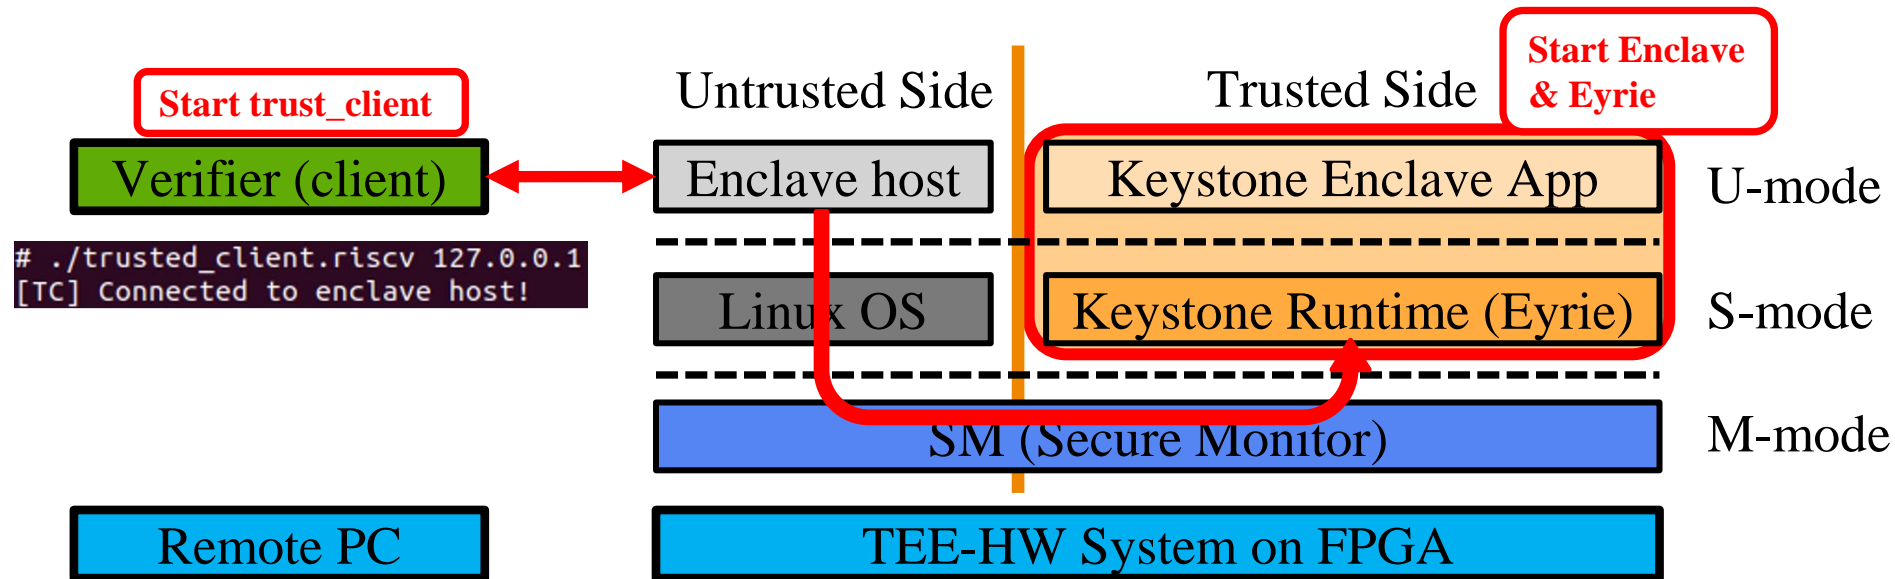 Start trust_client
Untrusted Side
Trusted Side
Start Enclave
& Eyrie
Verifier (client)
Enclave host
Keystone Enclave App
U-mode
# ./trusted_client.riscv 127.0.0.1
[TC] Connected to enclave host!
Linux OS
Keystone Runtime (Eyrie)
S-mode
SM (Secure Monitor)
M-mode
Remote PC
TEE-HW System on FPGA